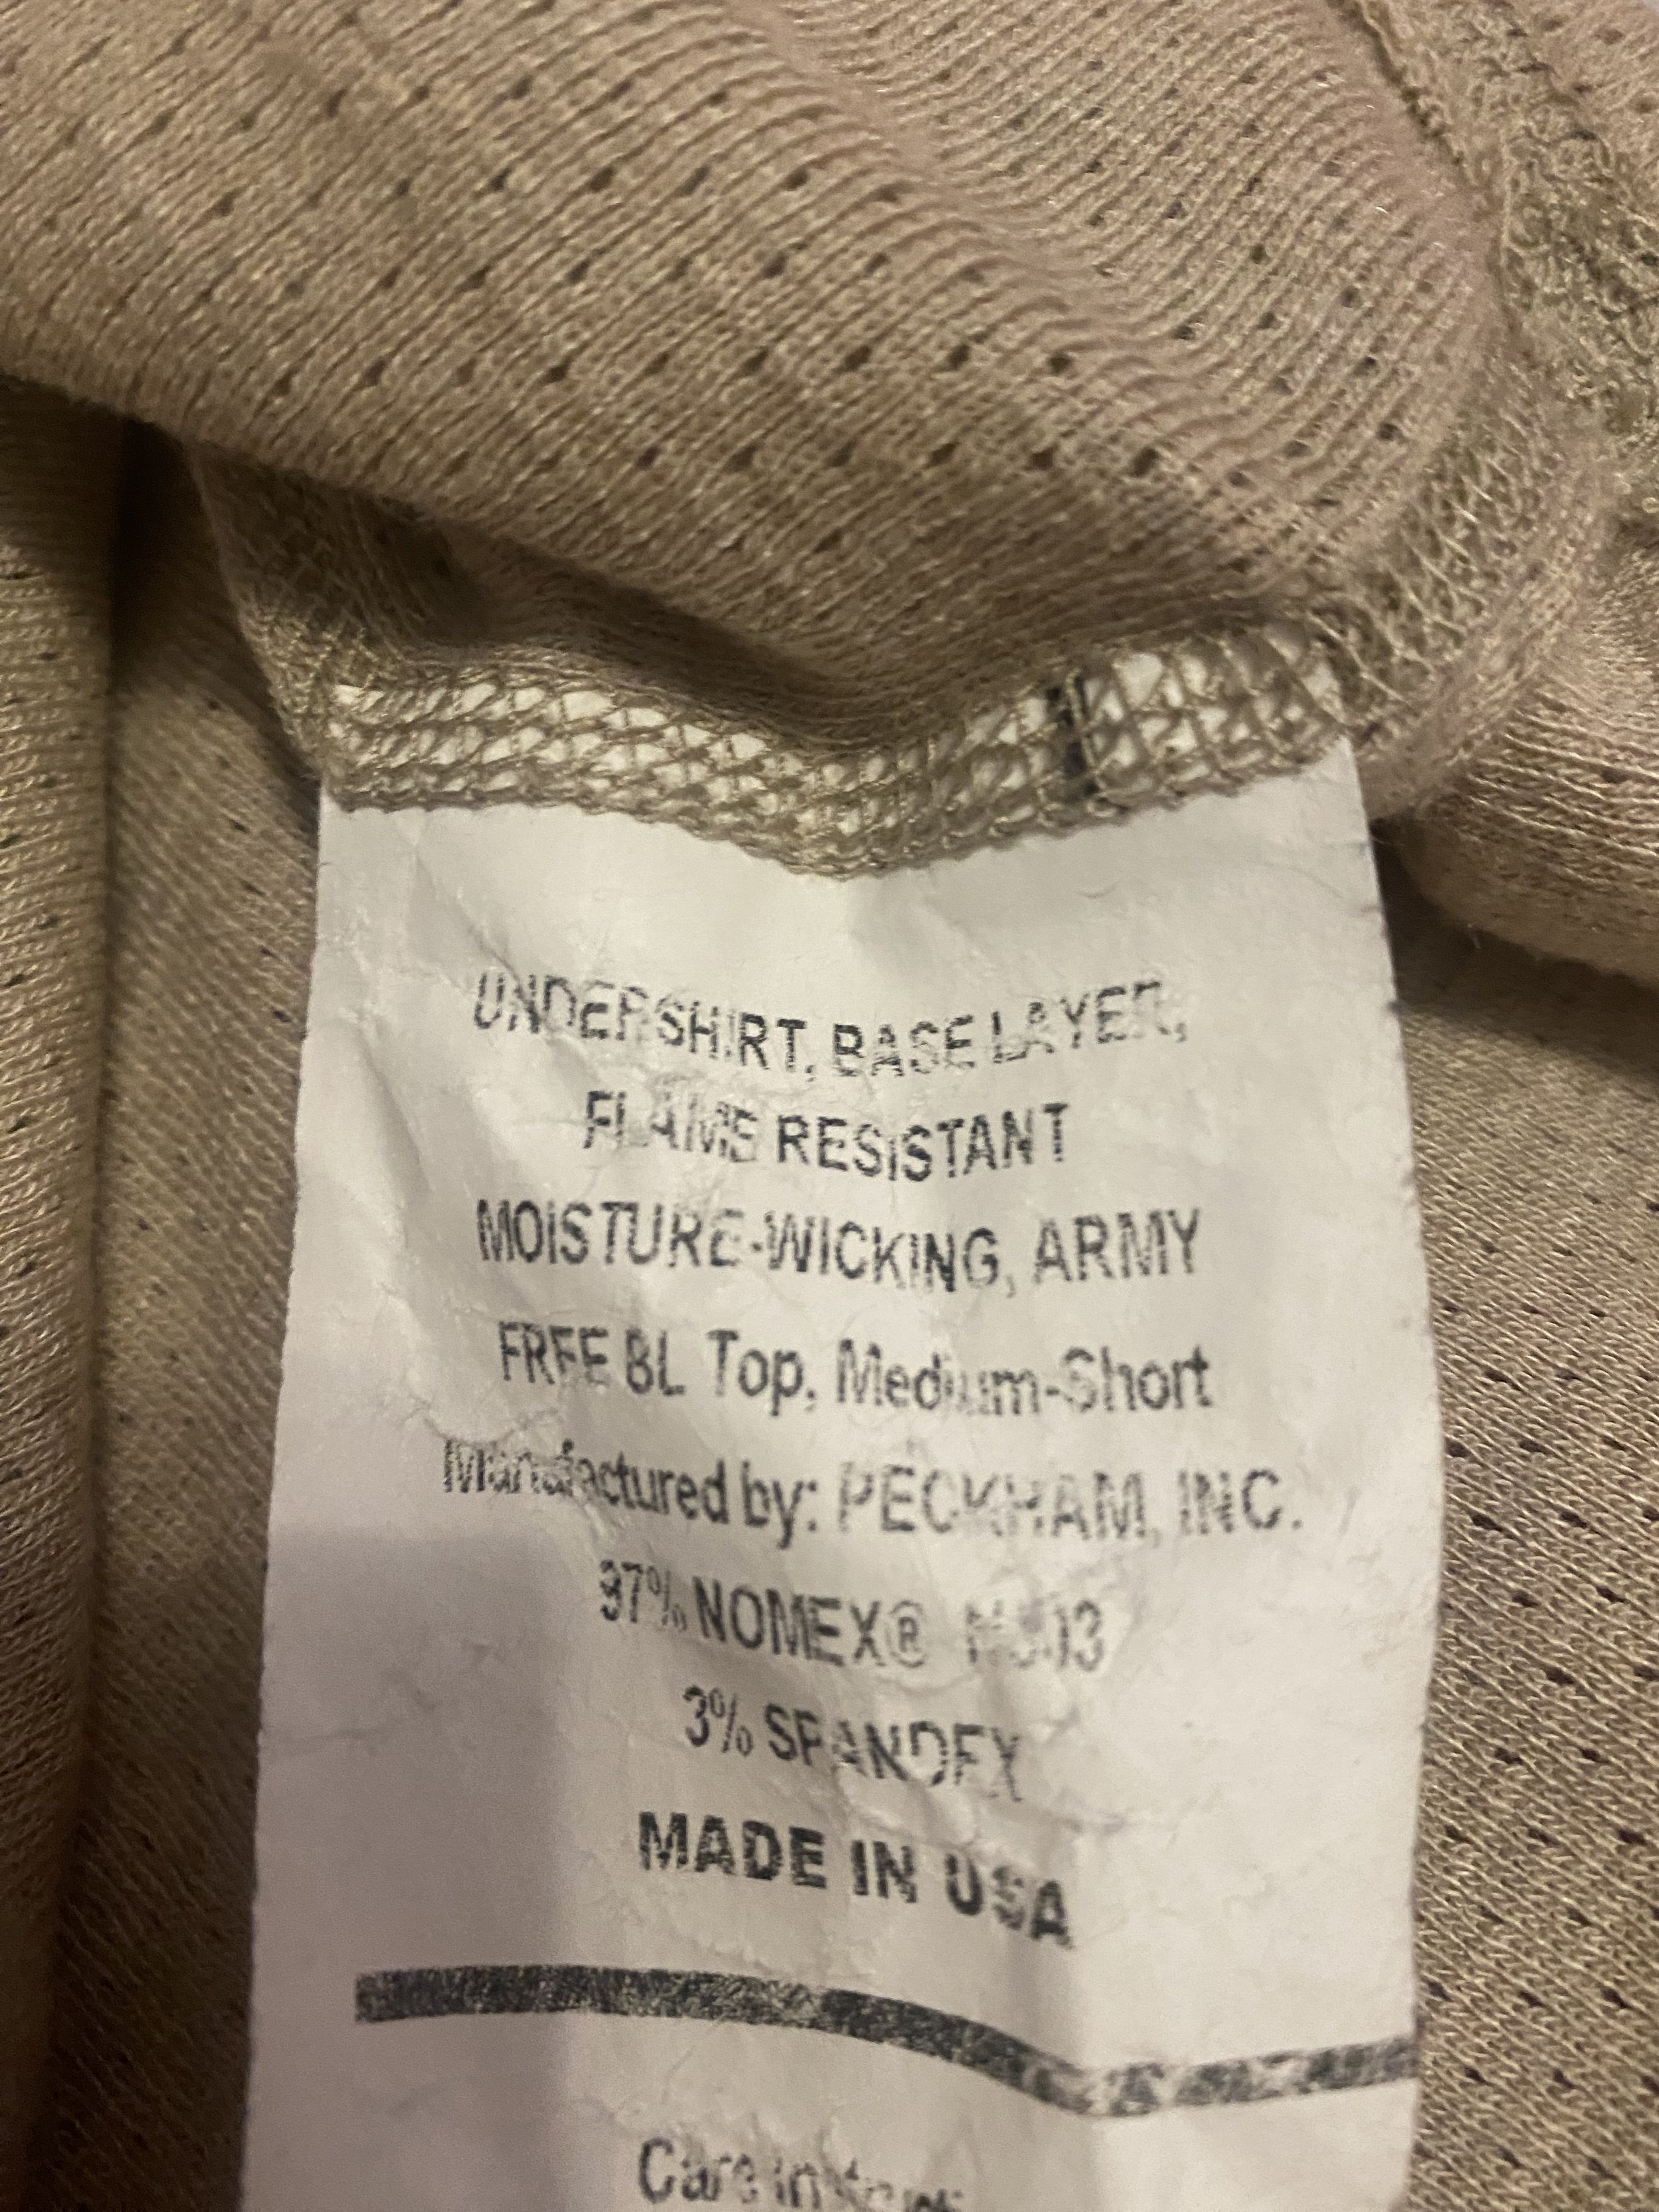 UNDERSHIRT, BASE LAYER,
FLAME RESISTANT
MOISTURE-WICKING, ARMY
FREE BL Top, Medium-Short
Manufactured by: PECKHAM, INC.
97% NOMEX®
3% SPANDEX
MADE IN USA
Care